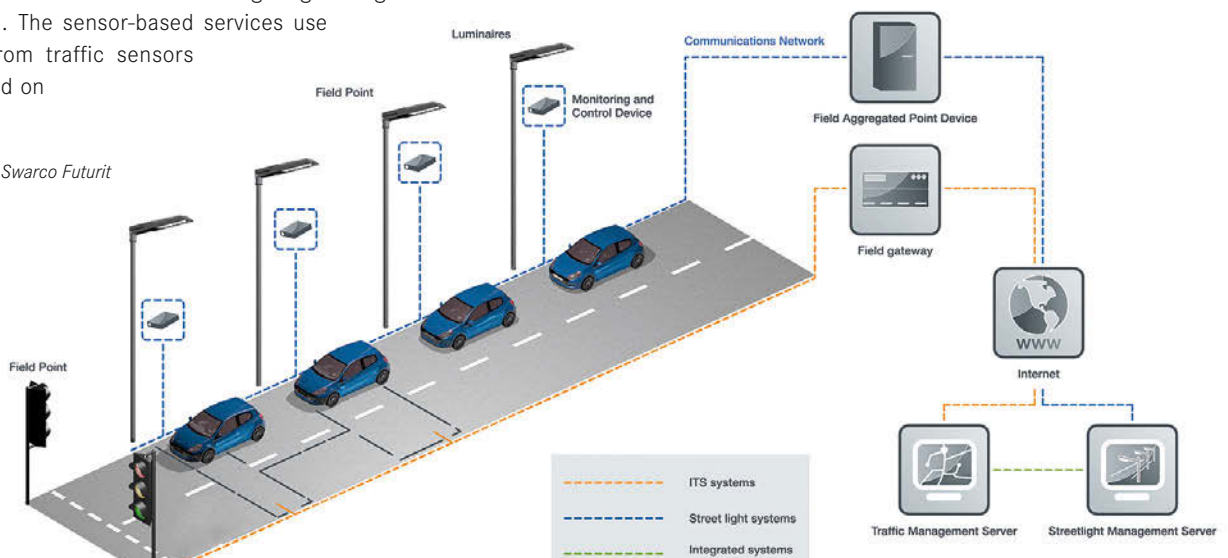 . The sensor-based services use
rom traffic sensors
d on
Swarco Futurit
Luminaires
Communications Network
Field Point
Monitoring and
Control Device
Field Aggregated Point Device
Field gateway
Field Point
WWW
Internet
ITS systems
Street light systems
Integrated systems
Traffic Management Server
Streetlight Management Server